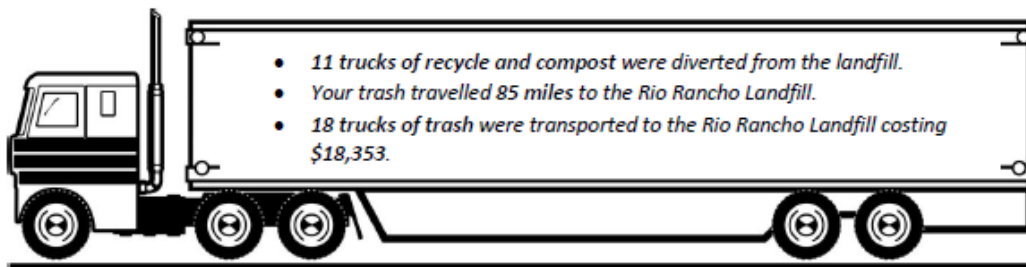 • 11 trucks of recycle and compost were diverted from the landfill.
• Your trash travelled 85 miles to the Rio Rancho Landfill.
• 18 trucks of trash were transported to the Rio Rancho Landfill costing
$18,353.